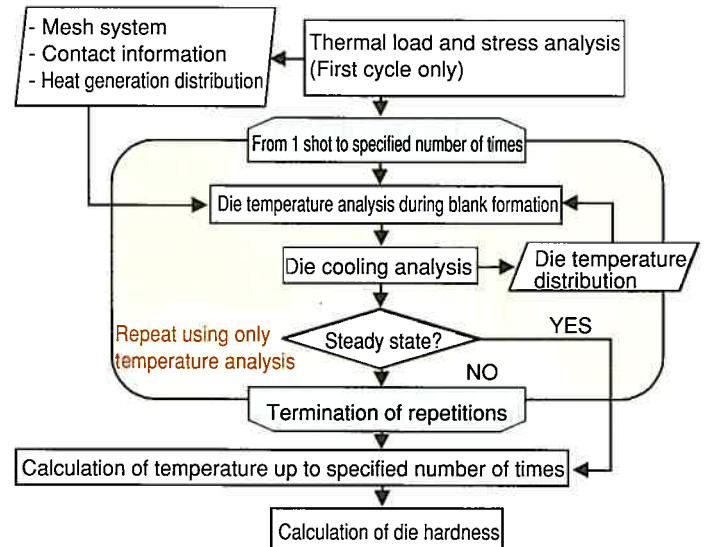 - Mesh system
- Contact information
- Heat generation distribution
Thermal load and stress analysis
(First cycle only)
From 1 shot to specified number of times
Die temperature analysis during blank formation
Die cooling analysis
Die temperature
distribution
Steady state?
YES
Repeat using only
temperature analysis
NO
Termination of repetitions
Calculation of temperature up to specified number of times
Calculation of die hardness